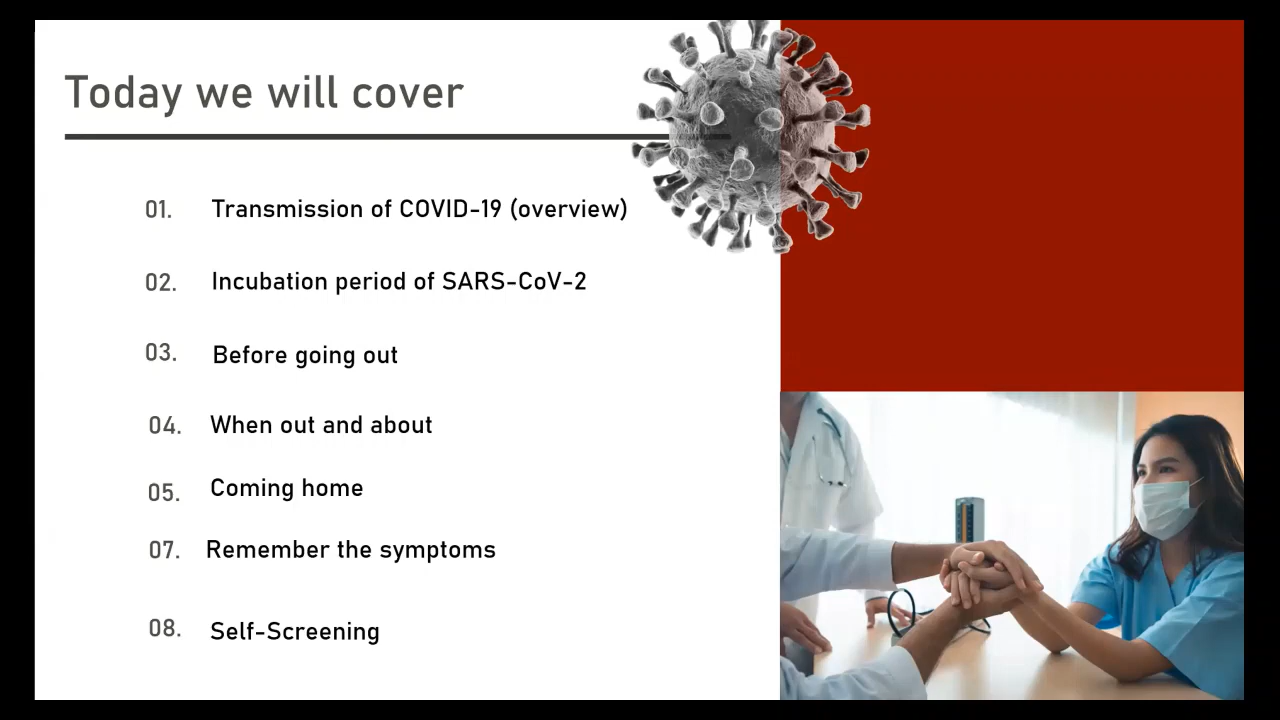 Today we will cover
01. Transmission of COVID-19 (overview)
02. Incubation period of SARS-CoV-2
03. Before going out
04. When out and about
05. Coming home
07. Remember the symptoms
08. Self-Screening